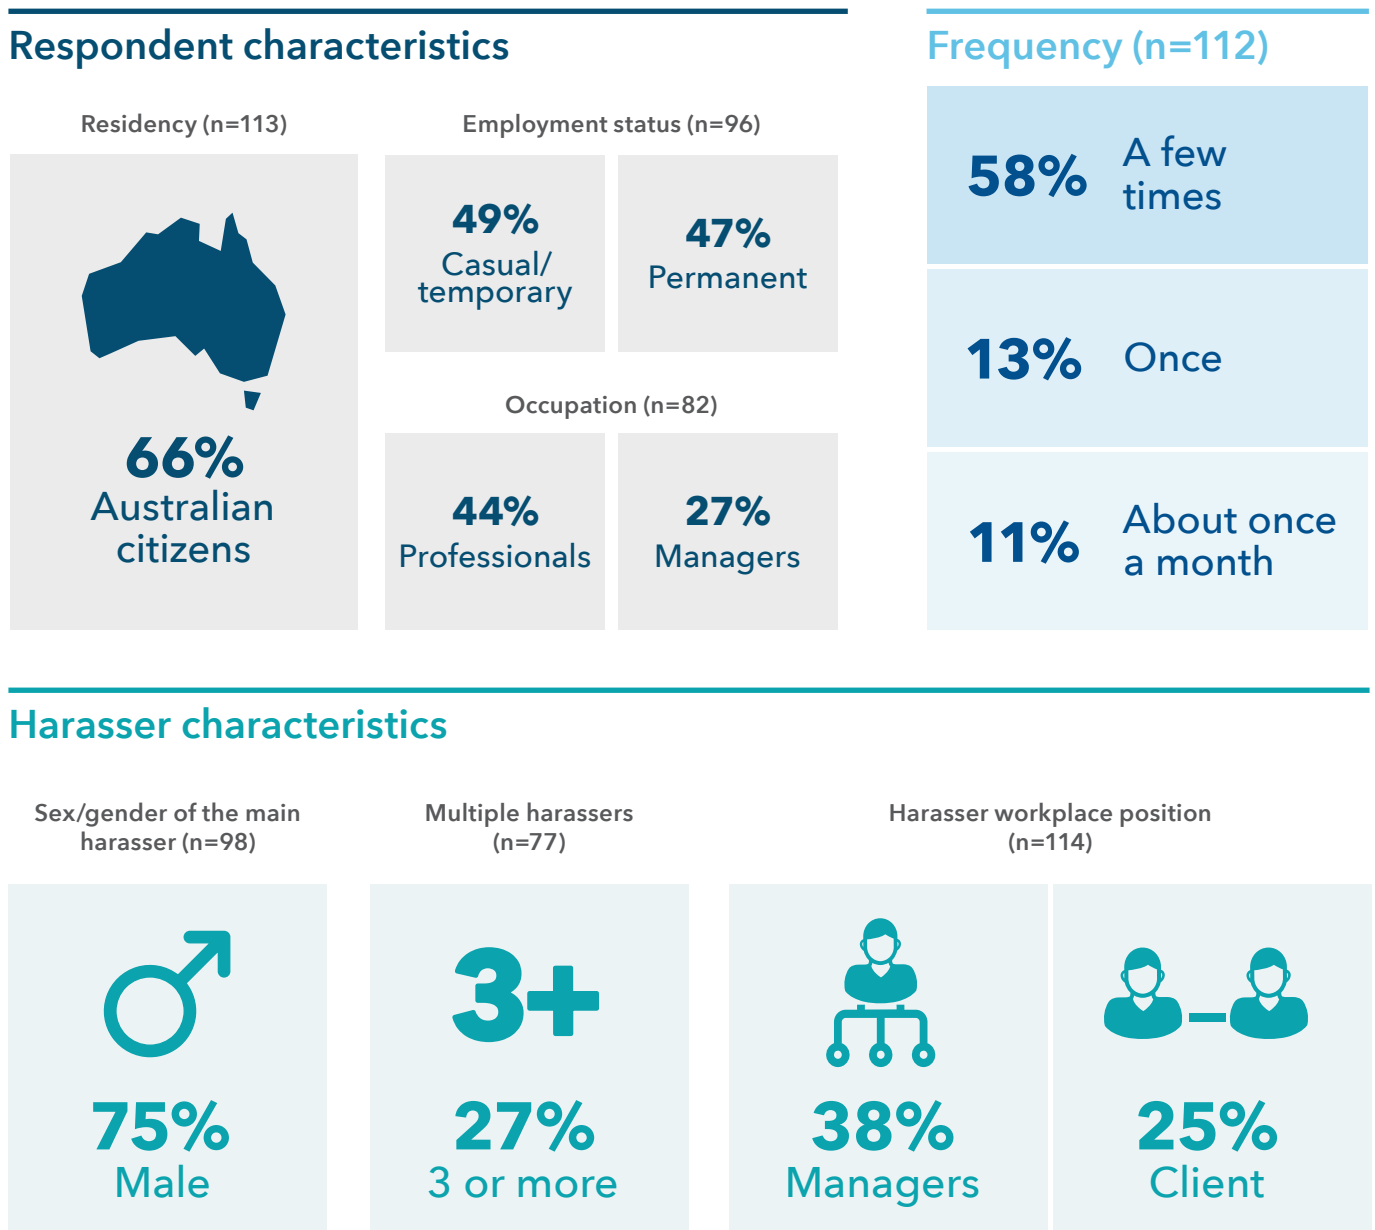 Respondent characteristics
Residency (n=113)
66%
Australian
citizens
Employment status (n=96)
49%
Casual/
temporary
47%
Permanent
Occupation (n=82)
44%
Professionals
27%
Managers
Frequency (n=112)
58%
A few
times
13%
Once
11%
About once
a month
Harasser characteristics
Sex/gender of the main
harasser (n=98)
75%
Male
Multiple harassers
(n=77)
3+
27%
3 or more
Harasser workplace position
(n=114)
38%
Managers
25%
Client